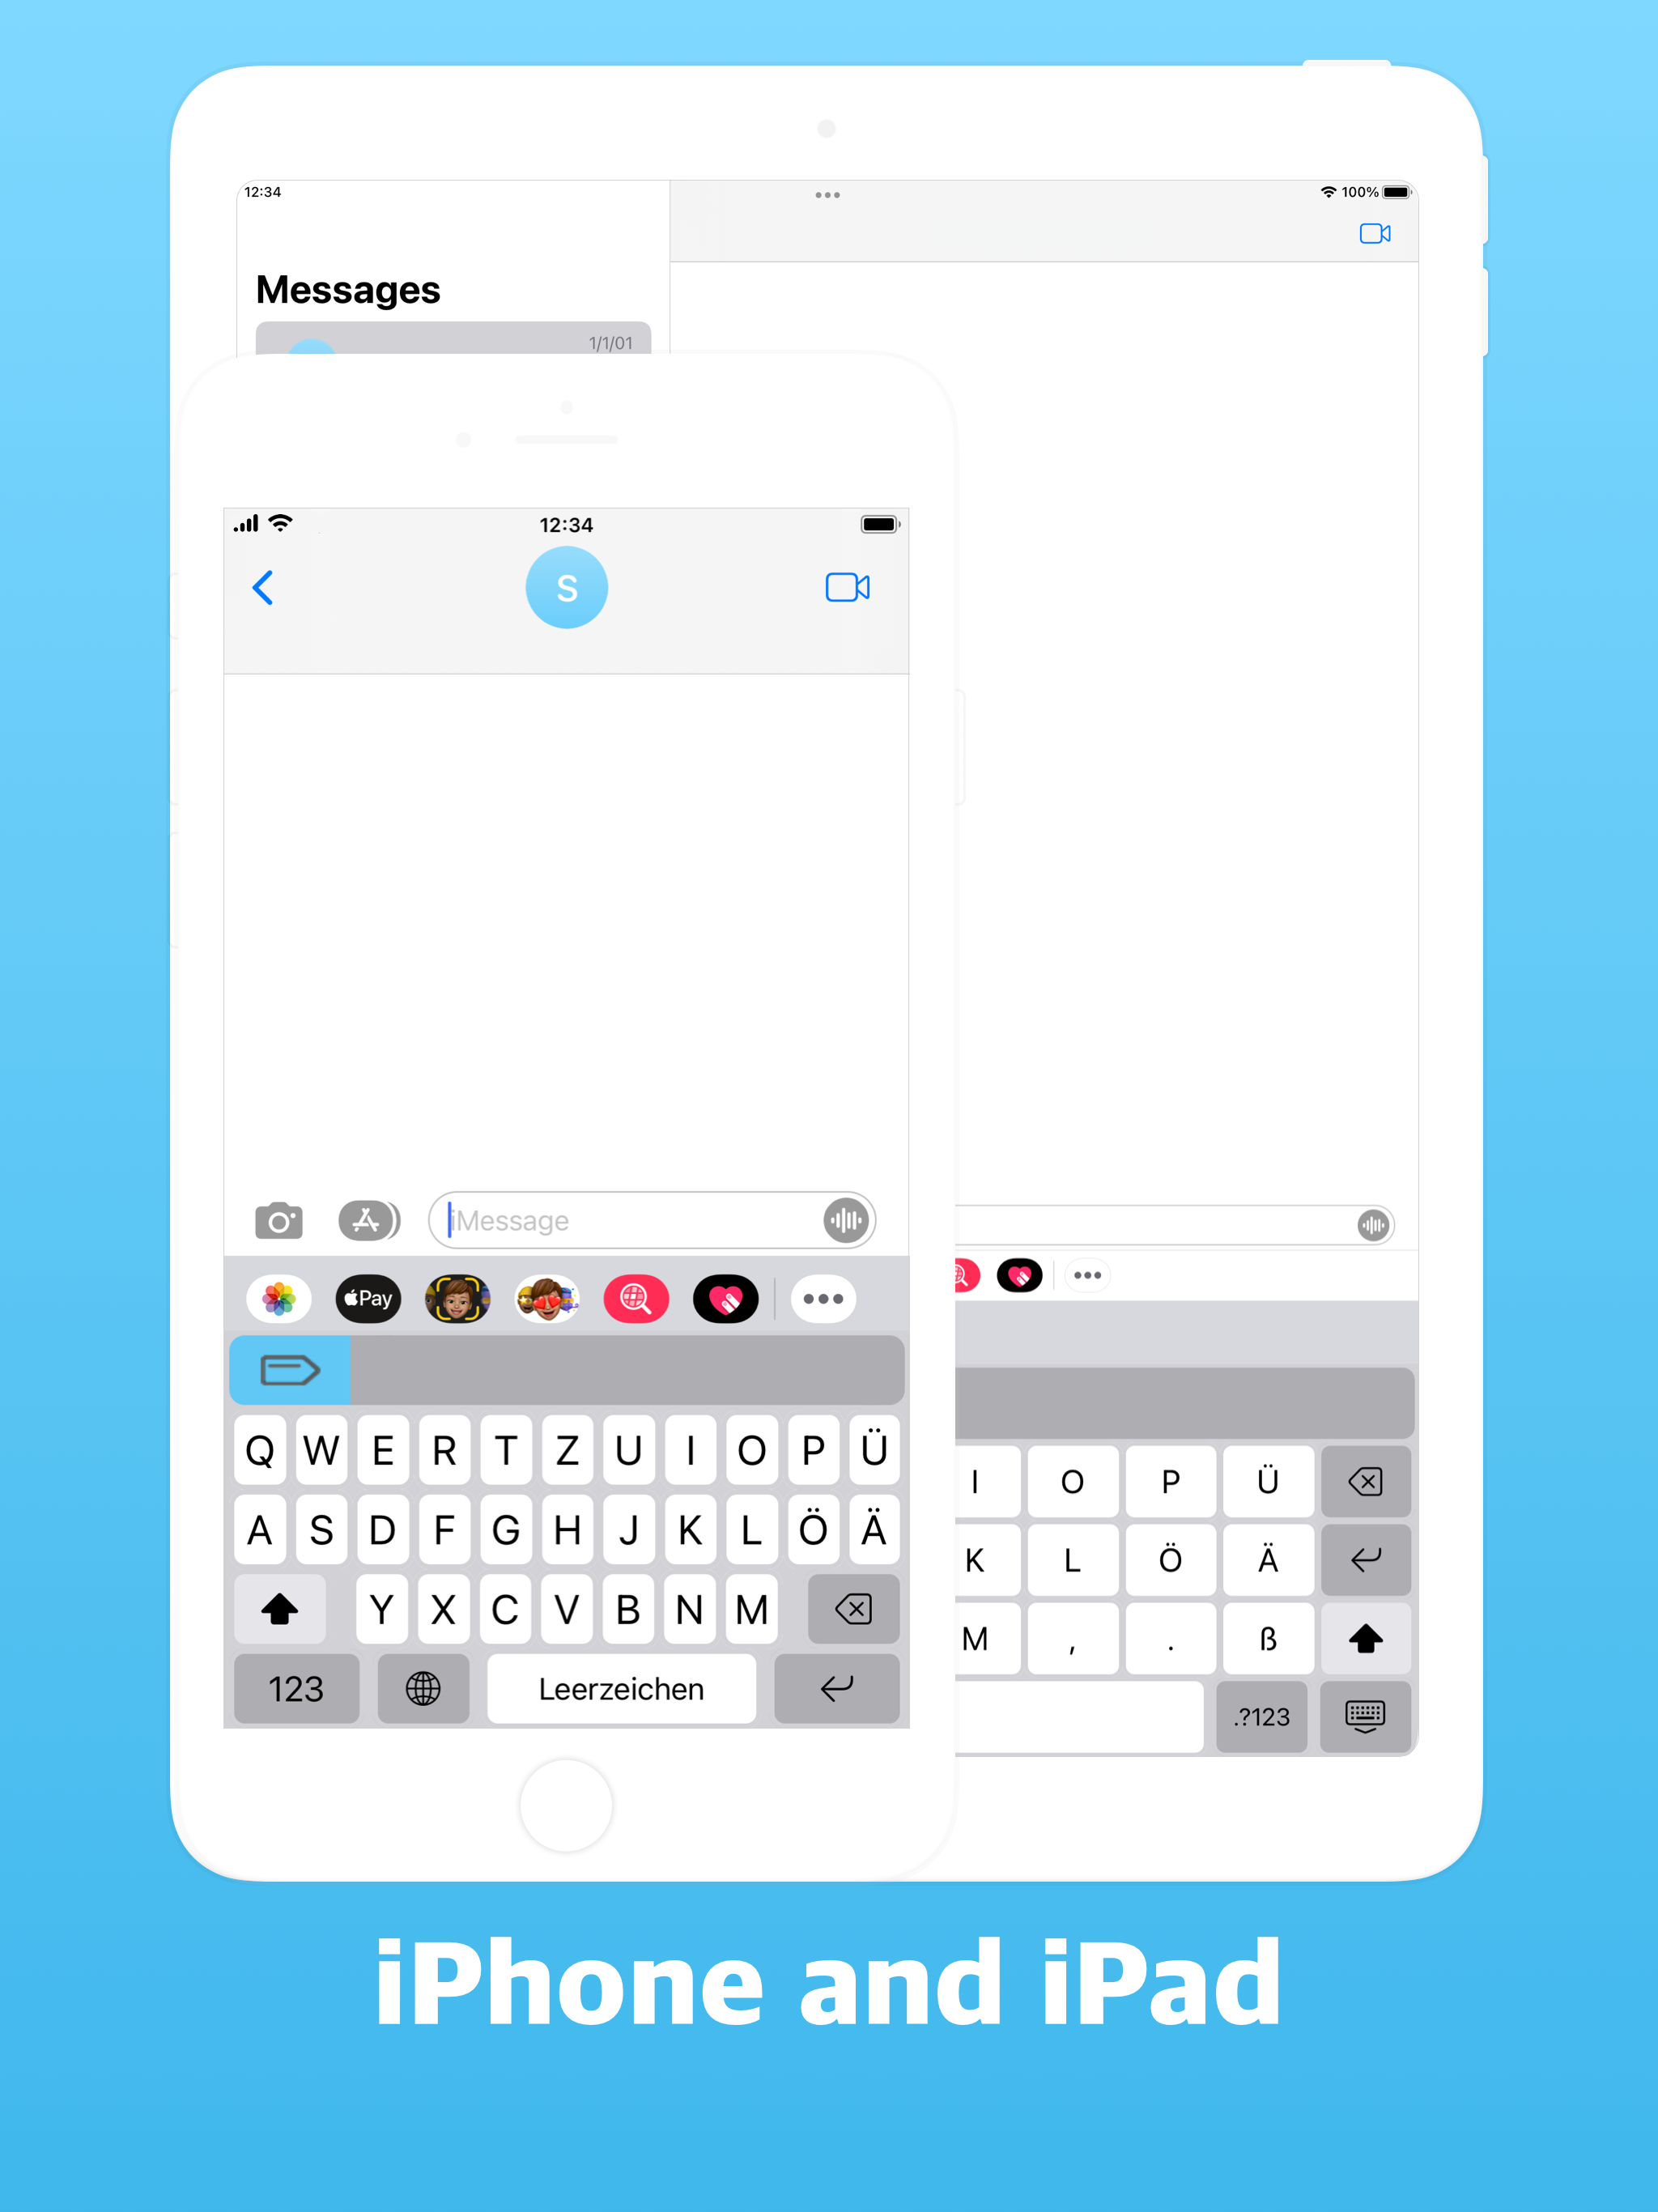 12:34
100%
Messages
1/1/01
12:34
S
iMessage
Pay
Q W E R T Z U I O P Ü
A S D F G H J K L Ö Ä
Y X C V B N M
123 Leerzeichen
I O P Ü
K L Ö Ä
M , . ß
.?123
iPhone and iPad